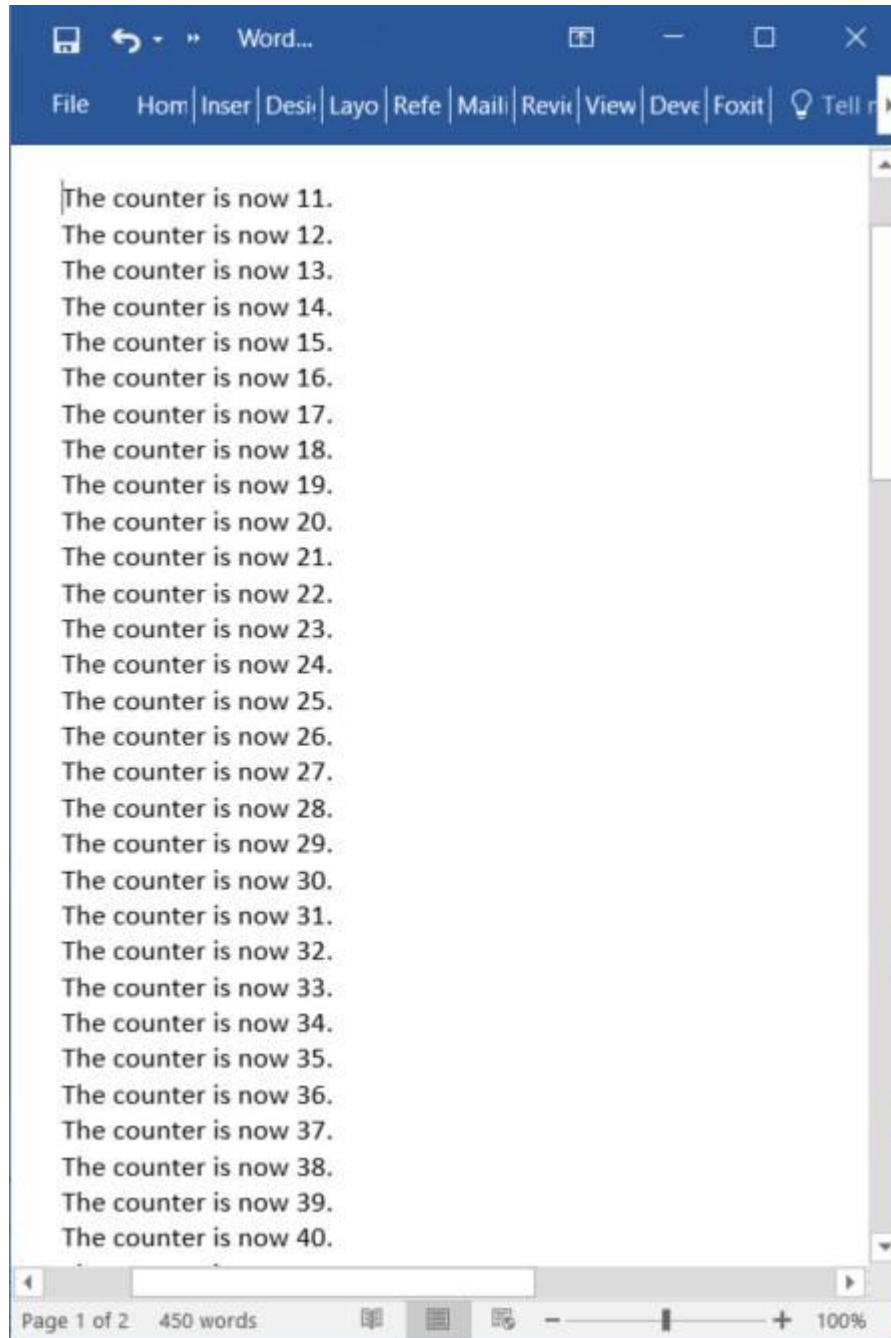 Word...
File Hom Inser Desi Layo Refe Maili Revie View Deve Foxit Tell
The counter is now 11.
The counter is now 12.
The counter is now 13.
The counter is now 14.
The counter is now 15.
The counter is now 16.
The counter is now 17.
The counter is now 18.
The counter is now 19.
The counter is now 20.
The counter is now 21.
The counter is now 22.
The counter is now 23.
The counter is now 24.
The counter is now 25.
The counter is now 26.
The counter is now 27.
The counter is now 28.
The counter is now 29.
The counter is now 30.
The counter is now 31.
The counter is now 32.
The counter is now 33.
The counter is now 34.
The counter is now 35.
The counter is now 36.
The counter is now 37.
The counter is now 38.
The counter is now 39.
The counter is now 40.
Page 1 of 2 450 words 100%